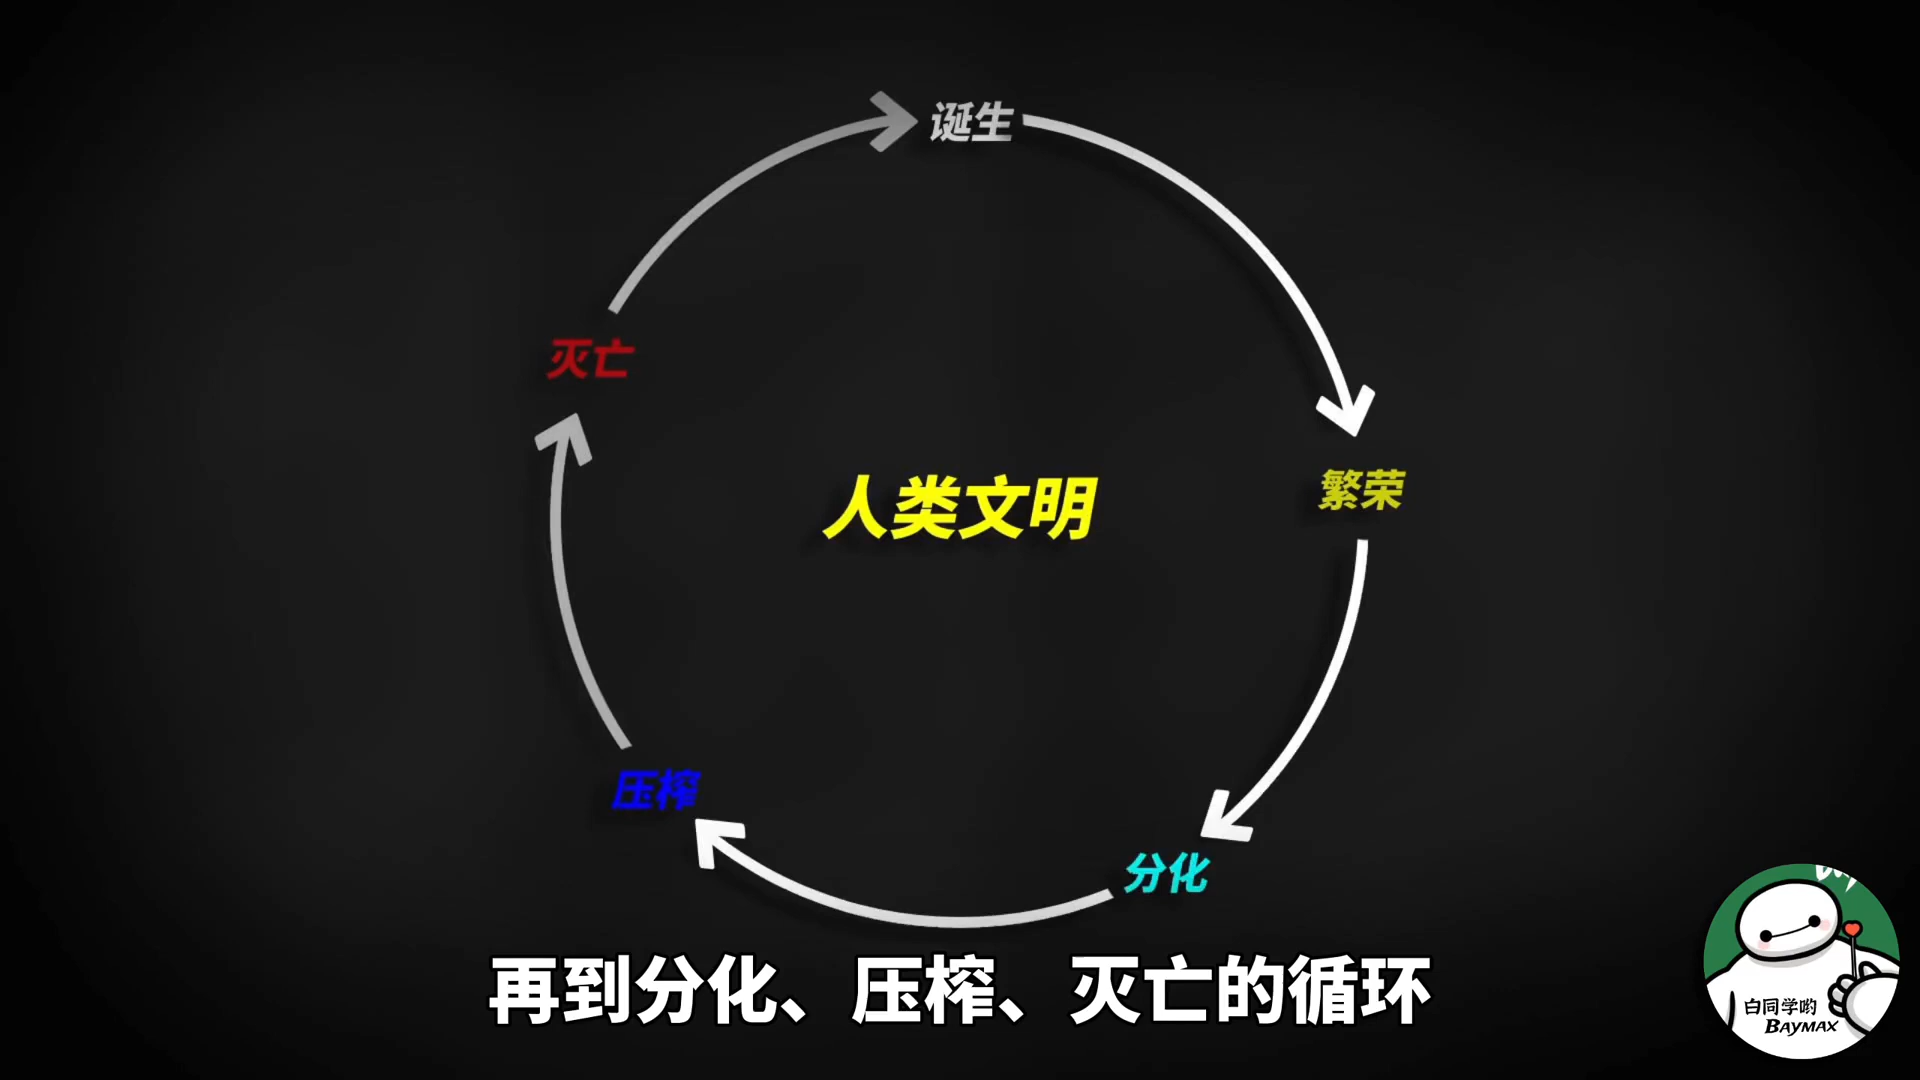 诞生
灭亡
人类文明
繁荣
压榨
分化
再到分化、压榨、灭亡的循环
白同学哟
BAYMAX